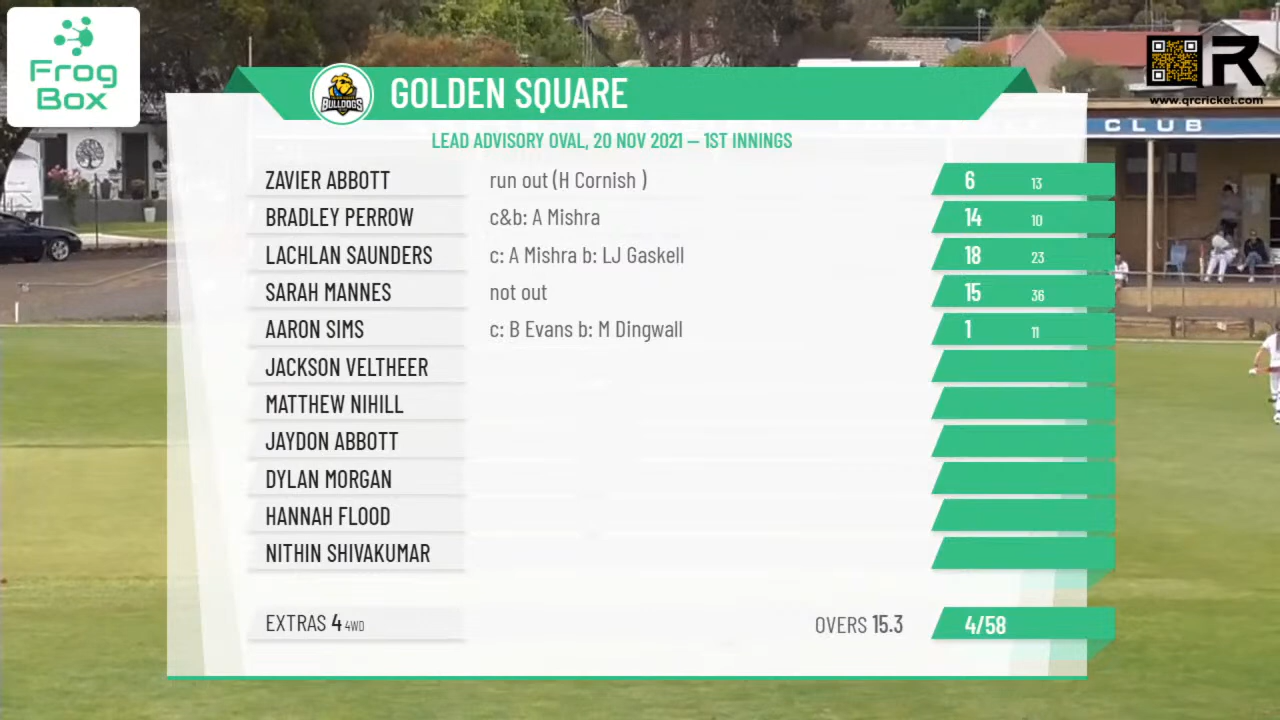 Frog
Box
BULLDOGS
GOLDEN SQUARE
R
www.qrcricket.com
CLUB
LEAD ADVISORY OVAL, 20 NOV 2021 – 1ST INNINGS
ZAVIER ABBOTT run out (H Cornish ) 6 13
BRADLEY PERROW c&b: A Mishra 14 10
LACHLAN SAUNDERS c: A Mishra b: LJ Gaskell 18 23
SARAH MANNES not out 15 36
AARON SIMS c: B Evans b: M Dingwall 1 11
JACKSON VELTHEER
MATTHEW NIHILL
JAYDON ABBOTT
DYLAN MORGAN
HANNAH FLOOD
NITHIN SHIVAKUMAR
EXTRAS 4 4WD OVERS 15.3 4/58